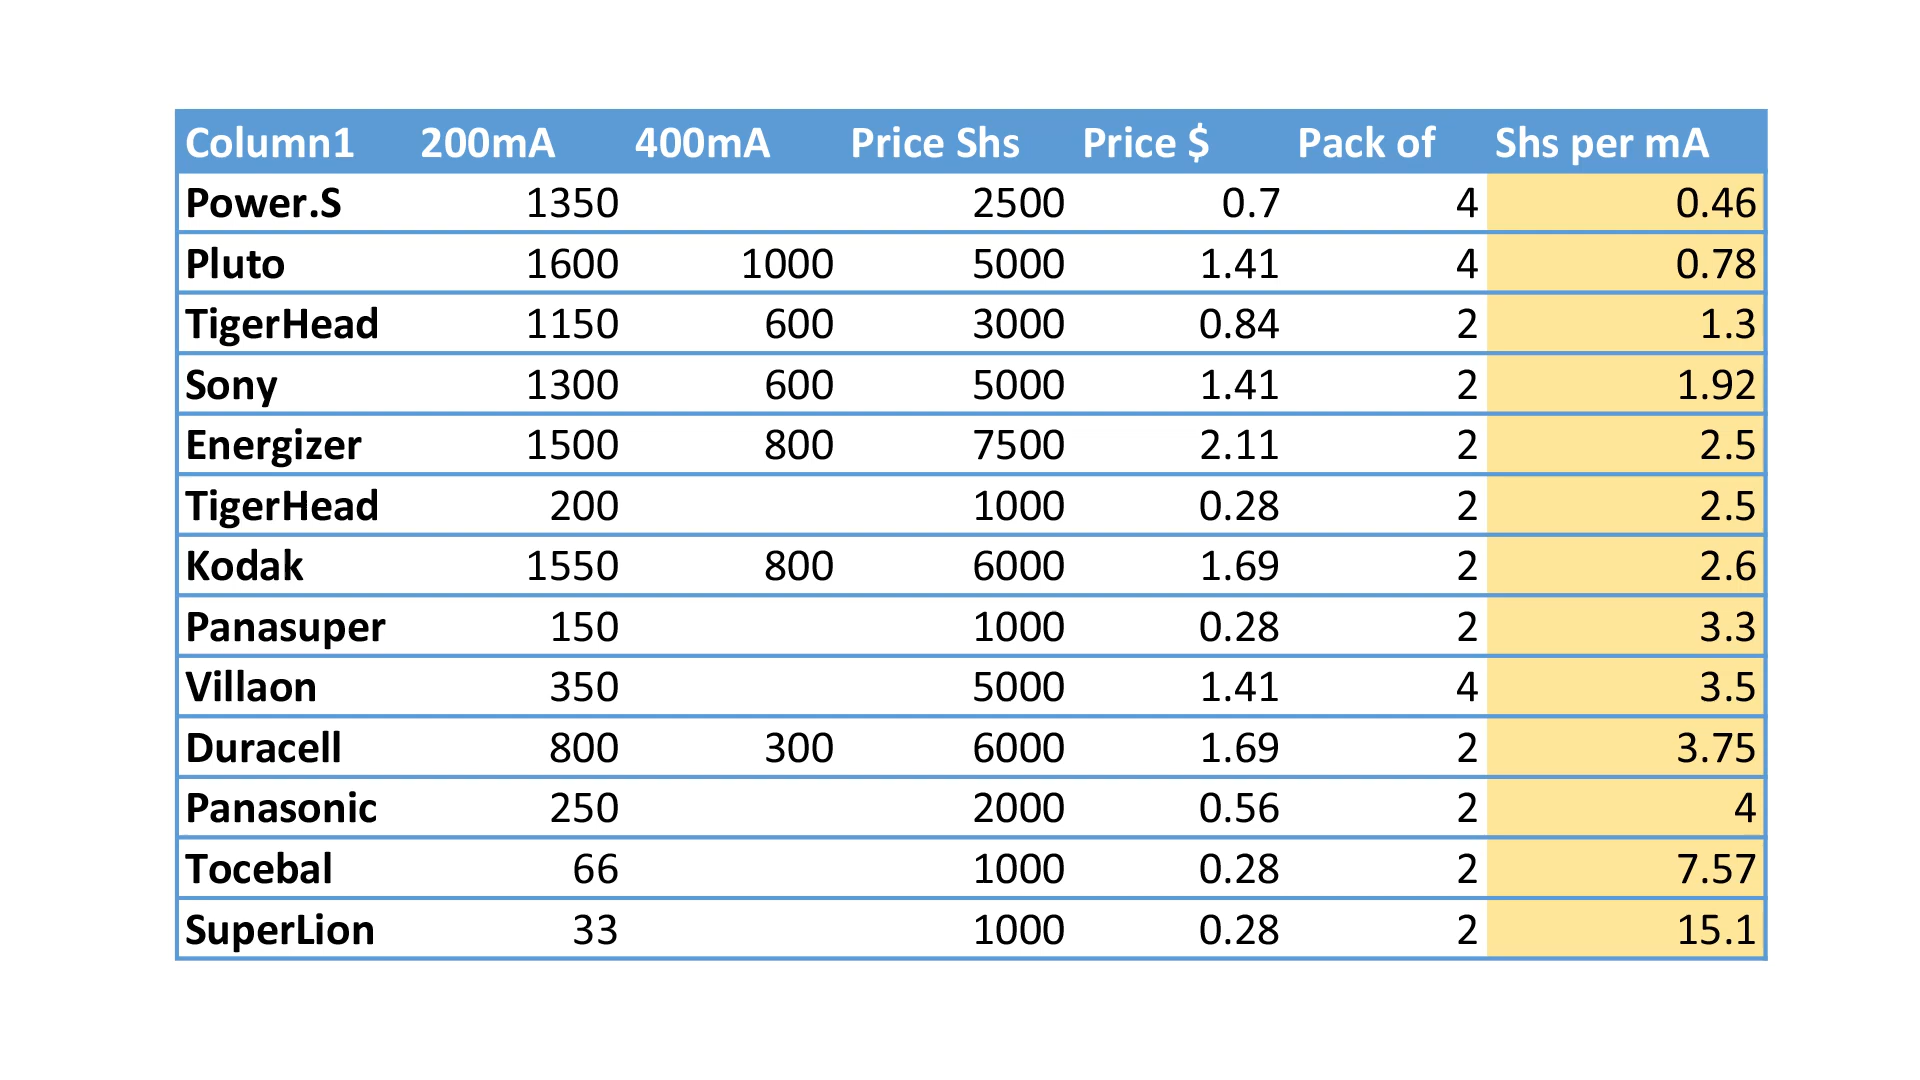 Column1 200mA 400mA Price Shs Price $ Pack of Shs per mA
Power.S 1350 2500 0.7 4 0.46
Pluto 1600 1000 5000 1.41 4 0.78
TigerHead 1150 600 3000 0.84 2 1.3
Sony 1300 600 5000 1.41 2 1.92
Energizer 1500 800 7500 2.11 2 2.5
TigerHead 200 1000 0.28 2 2.5
Kodak 1550 800 6000 1.69 2 2.6
Panasuper 150 1000 0.28 2 3.3
Villaon 350 5000 1.41 4 3.5
Duracell 800 300 6000 1.69 2 3.75
Panasonic 250 2000 0.56 2 4
Tocebal 66 1000 0.28 2 7.57
SuperLion 33 1000 0.28 2 15.1